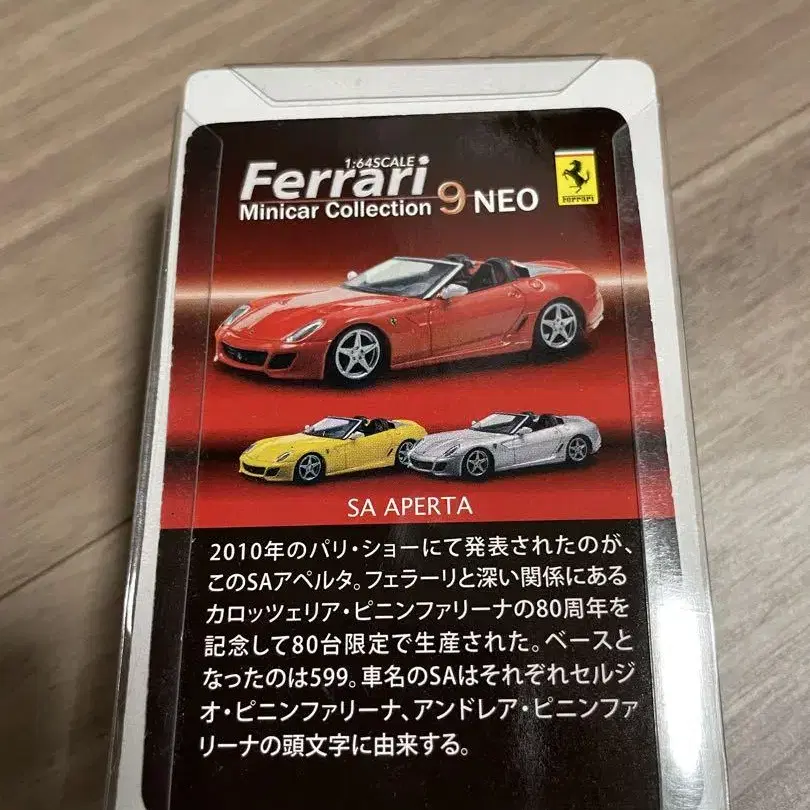 1:64SCALE
Ferrari
Minicar Collection 9 NEO
Ferrari
SA APERTA
2010年のパリ・ショーにて発表されたのが、
このSAアペルタ。フェラーリと深い関係にある
カロッツェリア・ピニンファリーナの80周年を
記念して80台限定で生産された。ベースと
なったのは599。車名のSAはそれぞれセルジ
オ・ピニンファリーナ、アンドレア・ピニンファ
リーナの頭文字に由来する。